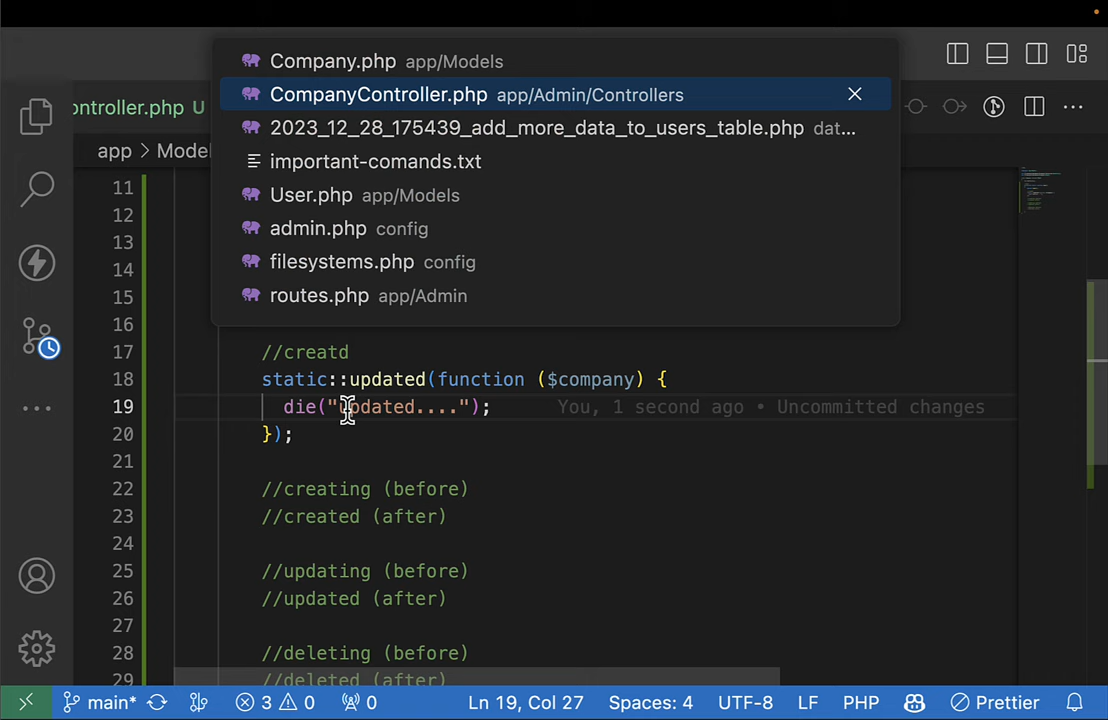 Company.php app/Models
CompanyController.php app/Admin/Controllers
ontroller.php U
2023_12_28_175439_add_more_data_to_users_table.php dat...
app > Model
important-comands.txt
User.php app/Models
admin.php config
filesystems.php config
routes.php app/Admin
11
12
13
14
15
16
17 //creatd
18 static::updated(function ($company) {
19 die("updated...."); You, 1 second ago • Uncommitted changes
20 });
21
22 //creating (before)
23 //created (after)
24
25 //updating (before)
26 //updated (after)
27
28 //deleting (before)
29 //deleted (after)
main* 3 0 0 Ln 19, Col 27 Spaces: 4 UTF-8 LF PHP Prettier